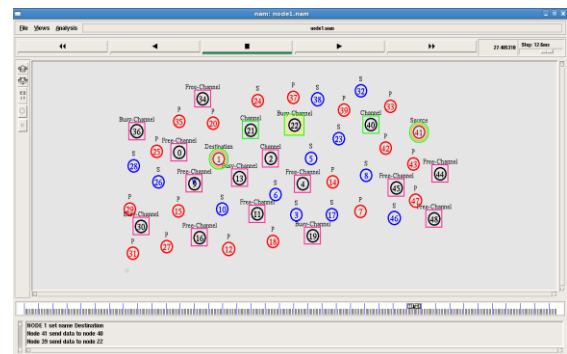 nam: node1.nam
File Views Analysis node1.nam
Step: 12.6ms
Free-Channel 34
S 24
P 37
S 38
S 32
P 39
P 33
Busy-Channel 36
P 35
P 20
Channel 21
Busy-Channel 22
S 23
Channel 40
Source 41
P 25
Free-Channel 0
Destination 1
Channel 2
S 5
P 42
S 28
S 26
Free-Channel
Busy-Channel 13
Free-Channel 4
P 14
S 8
P 43
Free-Channel 44
Free-Channel 45
S 6
P 29
P 15
S 10
Free-Channel 11
S 3
S 17
P 7
S 46
P 47
Free-Channel 48
Busy-Channel 30
Free-Channel 16
P 18
Busy-Channel 19
P 31
P 27
P 12
NODE 1 set name Destination
Node 41 send data to node 40
Node 39 send data to node 22